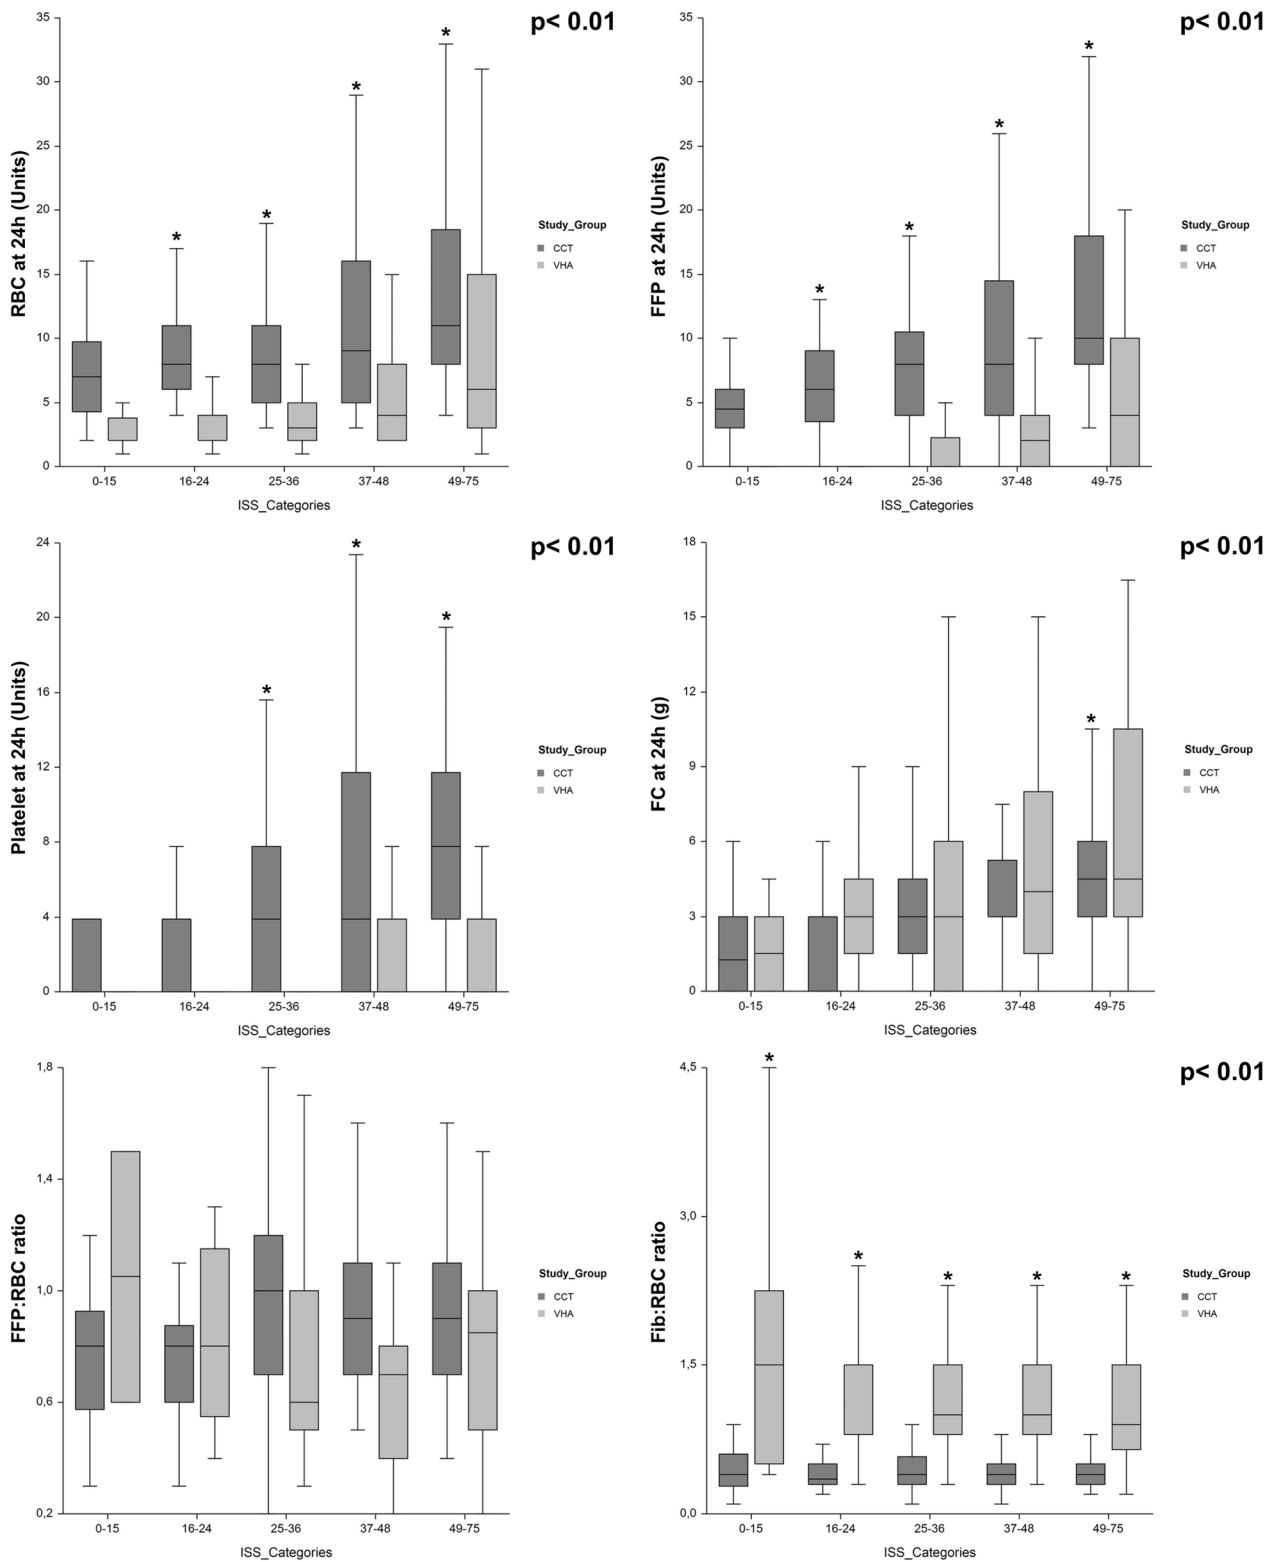 p< 0.01
RBC at 24h (Units)
35
30
25
20
15
10
5
0
*
*
*
*
0-15
16-24
25-36
37-48
49-75
ISS_Categories
Study_Group
CCT
VHA
p< 0.01
FFP at 24h (Units)
35
30
25
20
15
10
5
0
*
*
*
*
0-15
16-24
25-36
37-48
49-75
ISS_Categories
Study_Group
CCT
VHA
p< 0.01
Platelet at 24h (Units)
24
20
16
12
8
4
0
*
*
*
0-15
16-24
25-36
37-48
49-75
ISS_Categories
Study_Group
CCT
VHA
p< 0.01
FC at 24h (g)
18
15
12
9
6
3
0
*
0-15
16-24
25-36
37-48
49-75
ISS_Categories
Study_Group
CCT
VHA
FFP:RBC ratio
1,8
1,4
1,0
0,6
0,2
0-15
16-24
25-36
37-48
49-75
ISS_Categories
Study_Group
CCT
VHA
p< 0.01
Fib:RBC ratio
4,5
3,0
1,5
0,0
*
*
*
*
*
0-15
16-24
25-36
37-48
49-75
ISS_Categories
Study_Group
CCT
VHA